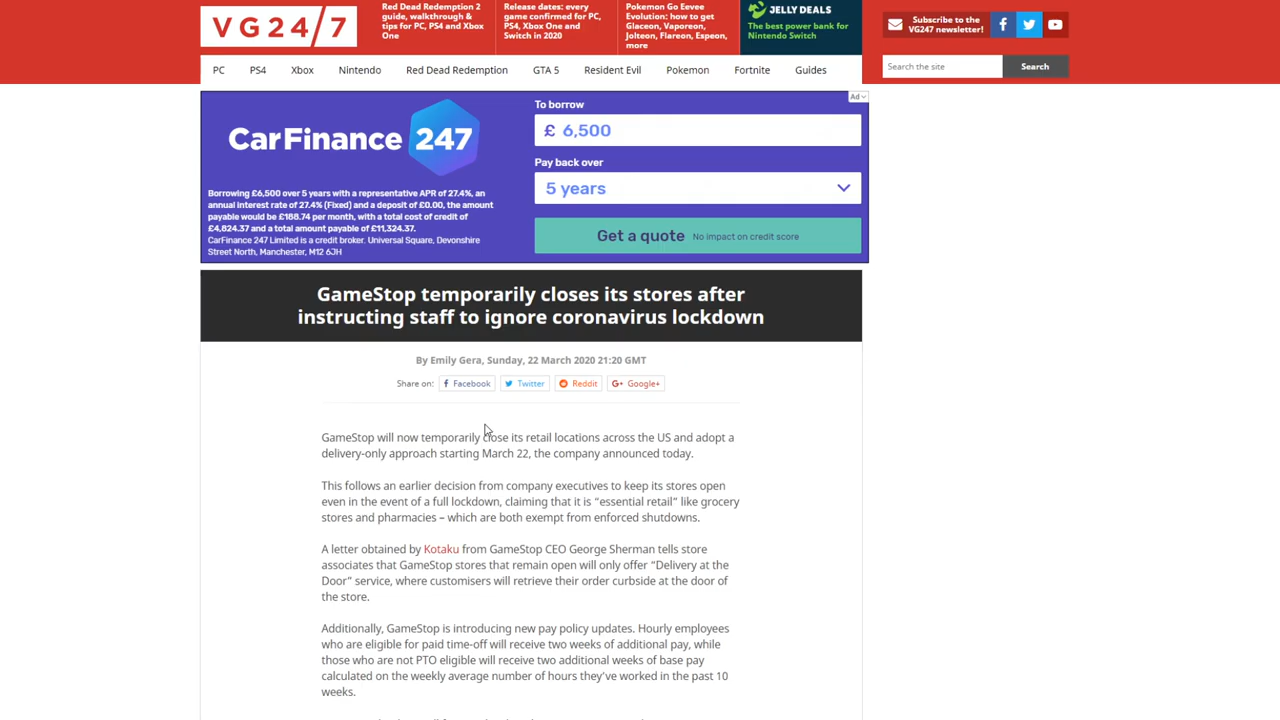 VG24/7
Red Dead Redemption 2
guide, walkthrough &
tips for PC, PS4 and Xbox
One
Release dates: every
game confirmed for PC,
PS4, Xbox One and
Switch in 2020
Pokemon Go Eevee
Evolution: how to get
Glaceon, Vaporeon,
Jolteon, Flareon, Espeon,
more
JELLY DEALS
The best power bank for
Nintendo Switch
Subscribe to the
VG247 newsletter!
PC PS4 Xbox Nintendo Red Dead Redemption GTA 5 Resident Evil Pokemon Fortnite Guides
Search the site Search
Ad
CarFinance 247
Borrowing £6,500 over 5 years with a representative APR of 27.4%, an
annual interest rate of 27.4% (Fixed) and a deposit of £0.00, the amount
payable would be £188.74 per month, with a total cost of credit of
£4,824.37 and a total amount payable of £11,324.37.
CarFinance 247 Limited is a credit broker. Universal Square, Devonshire
Street North, Manchester, M12 6JH
To borrow
£ 6,500
Pay back over
5 years
Get a quote No impact on credit score
GameStop temporarily closes its stores after
instructing staff to ignore coronavirus lockdown
By Emily Gera, Sunday, 22 March 2020 21:20 GMT
Share on: Facebook Twitter Reddit G+ Google+
GameStop will now temporarily close its retail locations across the US and adopt a
delivery-only approach starting March 22, the company announced today.
This follows an earlier decision from company executives to keep its stores open
even in the event of a full lockdown, claiming that it is “essential retail” like grocery
stores and pharmacies – which are both exempt from enforced shutdowns.
A letter obtained by Kotaku from GameStop CEO George Sherman tells store
associates that GameStop stores that remain open will only offer “Delivery at the
Door” service, where customisers will retrieve their order curbside at the door of
the store.
Additionally, GameStop is introducing new pay policy updates. Hourly employees
who are eligible for paid time-off will receive two weeks of additional pay, while
those who are not PTO eligible will receive two additional weeks of base pay
calculated on the weekly average number of hours they’ve worked in the past 10
weeks.